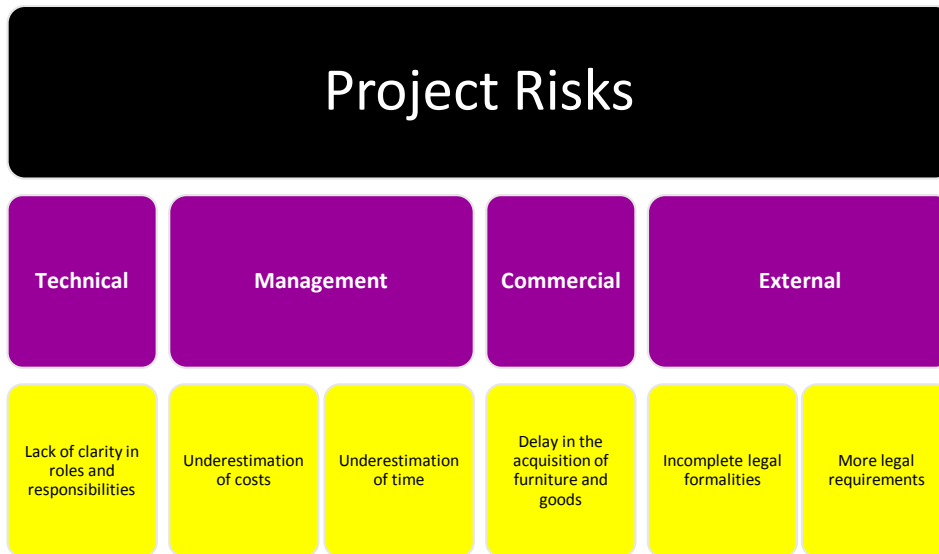 Project Risks
Technical
Management
Commercial
External
Lack of clarity in
roles and
responsibilities
Underestimation
of costs
Underestimation
of time
Delay in the
acquisition of
furniture and
goods
Incomplete legal
formalities
More legal
requirements